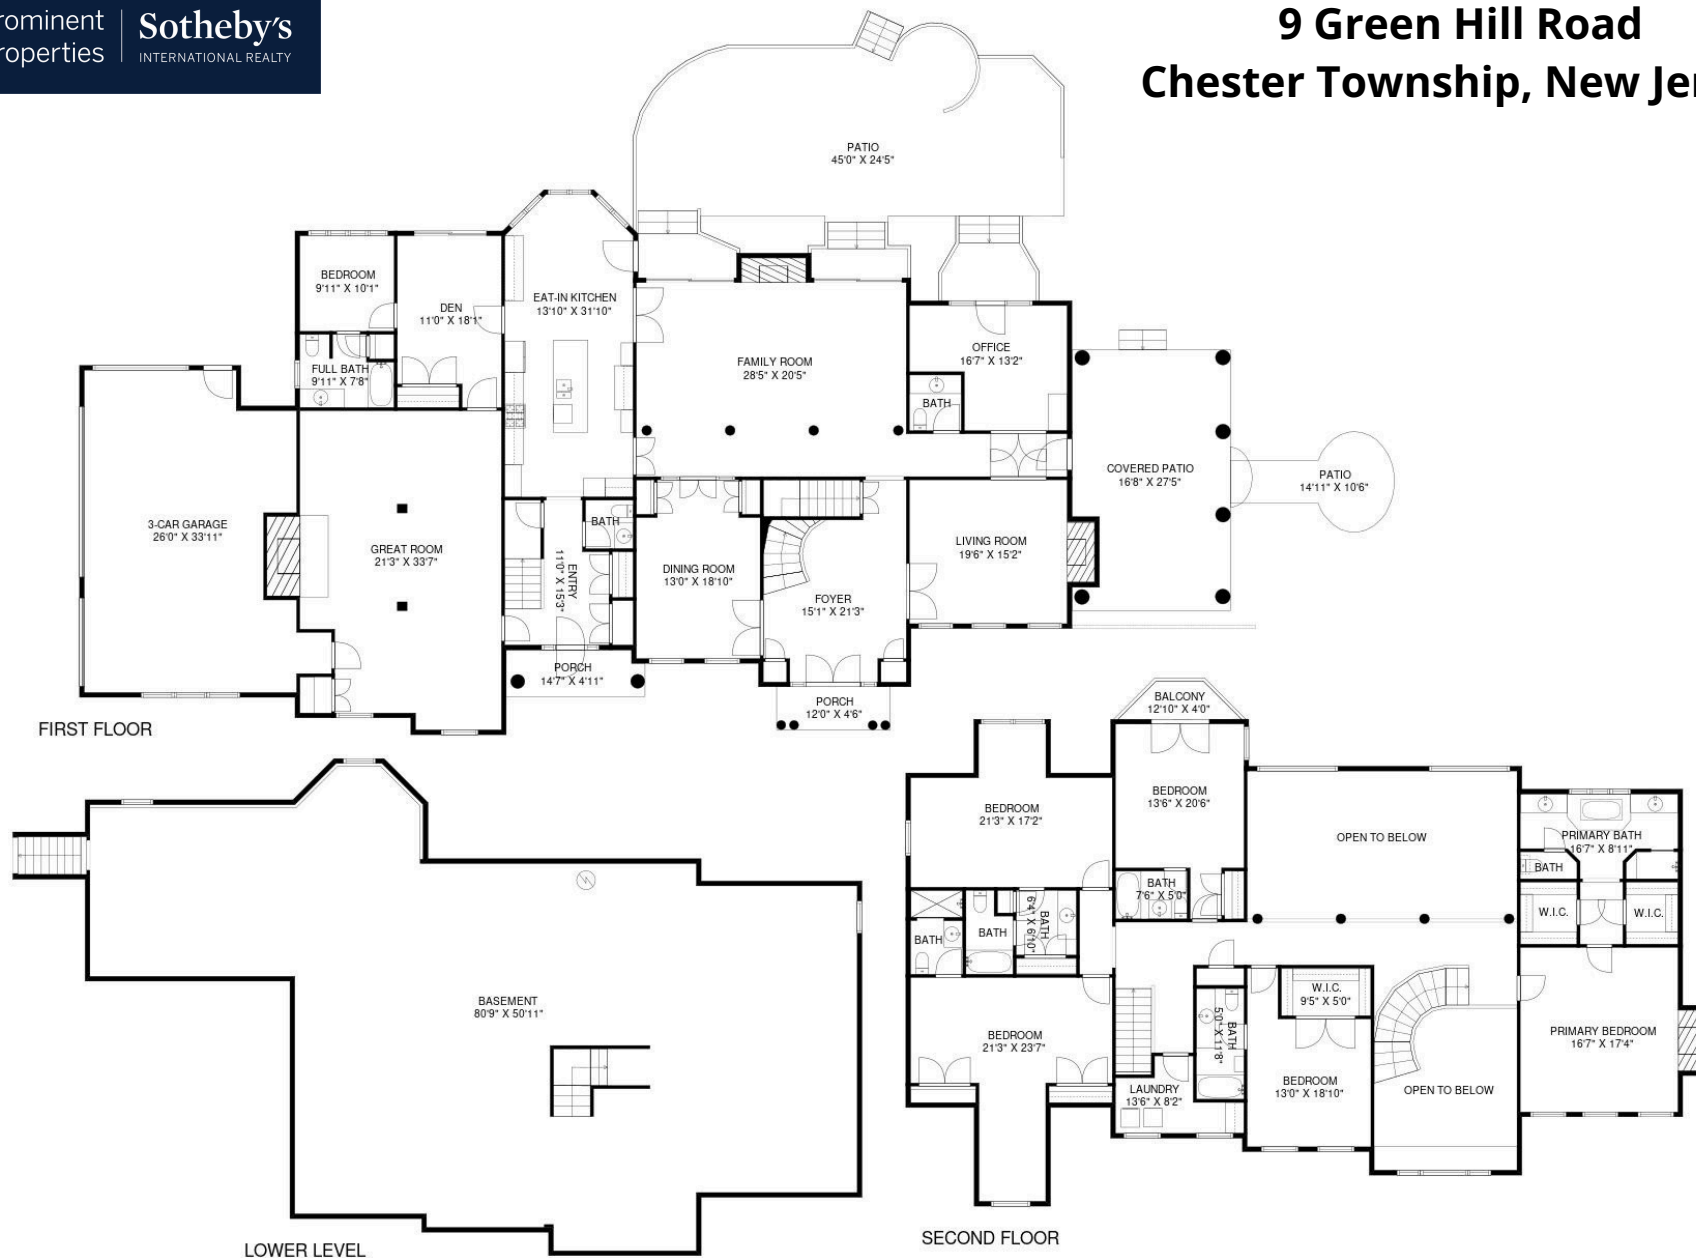 rominent
roperties
Sotheby's
INTERNATIONAL REALTY
9 Green Hill Road
Chester Township, New Je
PATIO
45'0" X 24'5"
BEDROOM
9'11" X 10'1"
DEN
11'0" X 18'1"
EAT-IN KITCHEN
13'10" X 31'10"
FULL BATH
9'11" X 7'8"
FAMILY ROOM
28'5" X 20'5"
OFFICE
16'7" X 13'2"
BATH
COVERED PATIO
16'8" X 27'5"
PATIO
14'11" X 10'6"
3-CAR GARAGE
26'0" X 33'11"
GREAT ROOM
21'3" X 33'7"
BATH
ENTRY
11'0" X 15'3"
DINING ROOM
13'0" X 18'10"
FOYER
15'1" X 21'3"
LIVING ROOM
19'6" X 15'2"
PORCH
14'7" X 4'11"
PORCH
12'0" X 4'6"
FIRST FLOOR
BALCONY
12'10" X 4'0"
BEDROOM
21'3" X 17'2"
BEDROOM
13'6" X 20'6"
OPEN TO BELOW
PRIMARY BATH
16'7" X 8'11"
BATH
BATH
7'6" X 5'0"
W.I.C.
W.I.C.
BATH
BATH
BATH
6'4" X 6'10"
BEDROOM
21'3" X 23'7"
W.I.C.
9'5" X 5'0"
BATH
5'0" X 11'8"
PRIMARY BEDROOM
16'7" X 17'4"
LAUNDRY
13'6" X 8'2"
BEDROOM
13'0" X 18'10"
OPEN TO BELOW
SECOND FLOOR
BASEMENT
80'9" X 50'11"
LOWER LEVEL